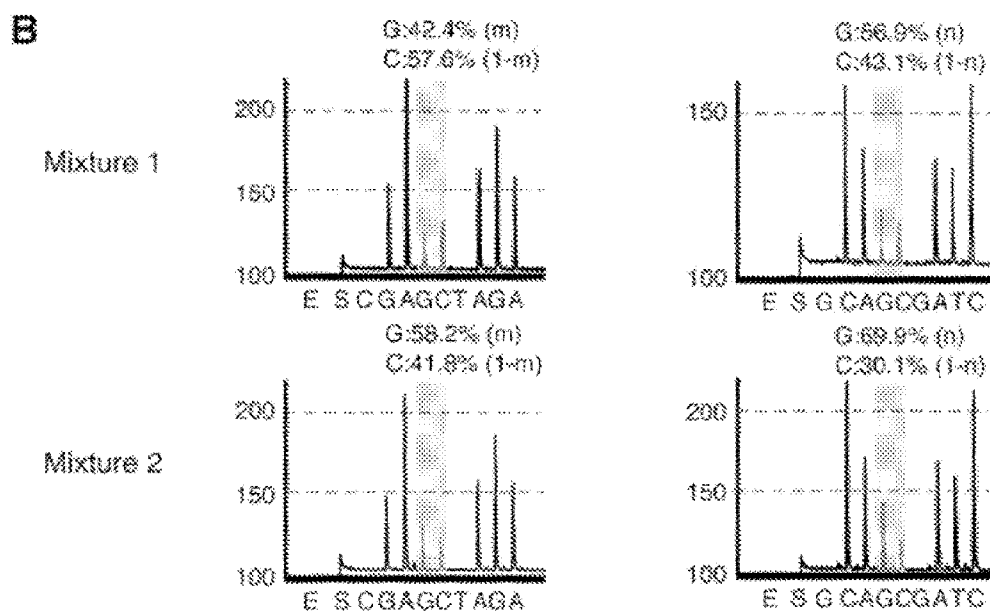 B
G:42.4% (m)
C:57.6% (1-m)
G:56.9% (n)
C:43.1% (1-n)
Mixture 1
200
150
100
E S C G A G C T A G A
150
100
E S G C A G C G A T C
G:58.2% (m)
C:41.8% (1-m)
G:69.9% (n)
C:30.1% (1-n)
Mixture 2
200
150
100
E S C G A G C T A G A
200
150
100
E S G C A G C G A T C